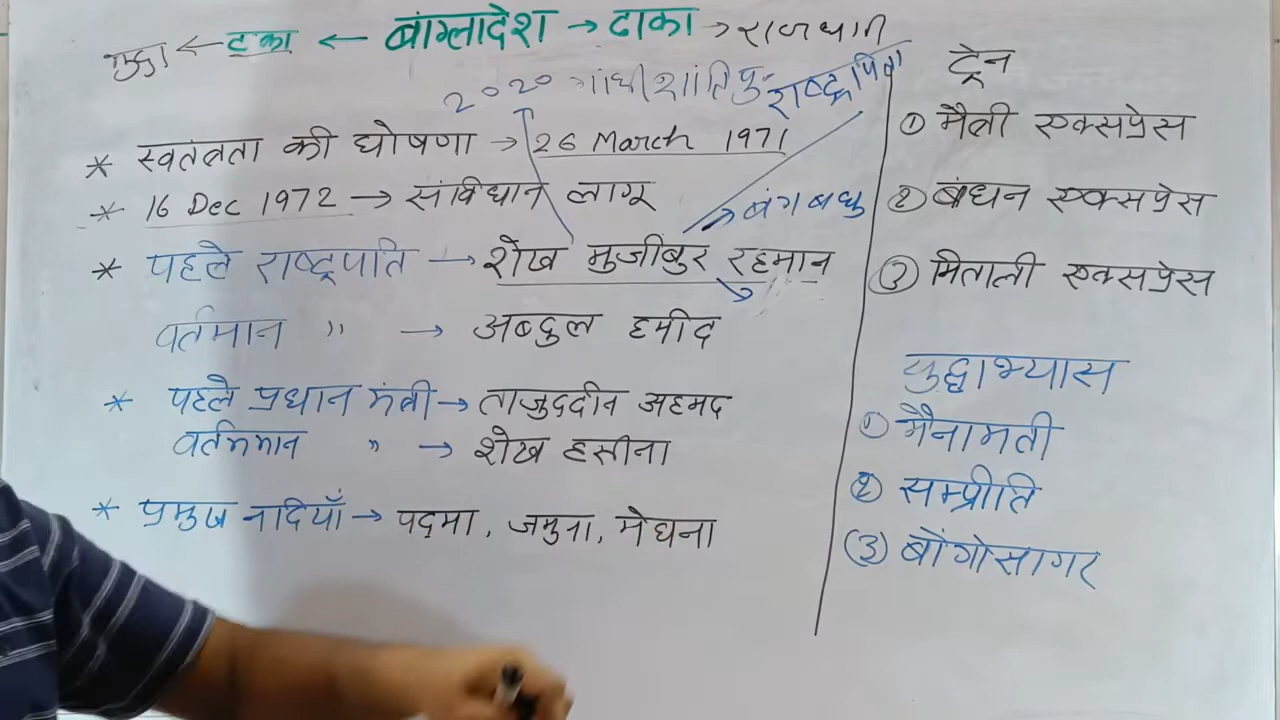 मुद्रा ← टका ← बांग्लादेश → ढाका → राजधानी
2020 गांधी शांति पु. राष्ट्रपिता
* स्वतंत्रता की घोषणा → 26 March 1971
* 16 Dec 1972 → संविधान लागू
→ बंगबंधु
* पहले राष्ट्रपति → शेख मुजीबुर रहमान
वर्तमान " → अब्दुल हमीद
* पहले प्रधान मंत्री → ताजुद्दीन अहमद
वर्तममान " → शेख हसीना
* प्रमुख नदियाँ → पद्मा, जमुना, मेघना
ट्रेन
① मैत्री एक्सप्रेस
② बंधन एक्सप्रेस
③ मिताली एक्सप्रेस
युद्धाभ्यास
① मैनामती
② सम्प्रीति
(3) बोंगोसागर